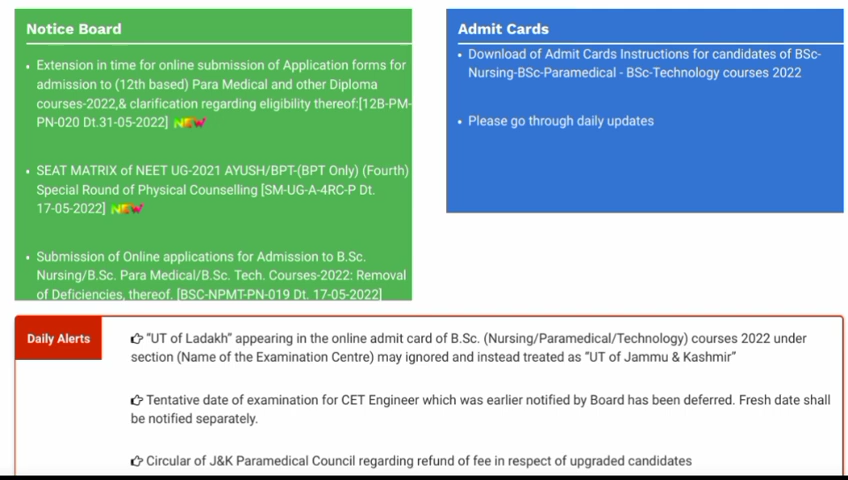 Notice Board
Extension in time for online submission of Application forms for
admission to (12th based) Para Medical and other Diploma
courses-2022,& clarification regarding eligibility thereof:[12B-PM-
PN-020 Dt.31-05-2022] NEW
SEAT MATRIX of NEET UG-2021 AYUSH/BPT-(BPT Only) (Fourth)
Special Round of Physical Counselling [SM-UG-A-4RC-P Dt.
17-05-2022] NEW
Submission of Online applications for Admission to B.Sc.
Nursing/B.Sc. Para Medical/B.Sc. Tech. Courses-2022: Removal
of Deficiencies, thereof. [BSC-NPMT-PN-019 Dt. 17-05-2022]
Admit Cards
Download of Admit Cards Instructions for candidates of BSc-
Nursing-BSc-Paramedical - BSc-Technology courses 2022
Please go through daily updates
Daily Alerts
“UT of Ladakh” appearing in the online admit card of B.Sc. (Nursing/Paramedical/Technology) courses 2022 under
section (Name of the Examination Centre) may ignored and instead treated as “UT of Jammu & Kashmir”
Tentative date of examination for CET Engineer which was earlier notified by Board has been deferred. Fresh date shall
be notified separately.
Circular of J&K Paramedical Council regarding refund of fee in respect of upgraded candidates